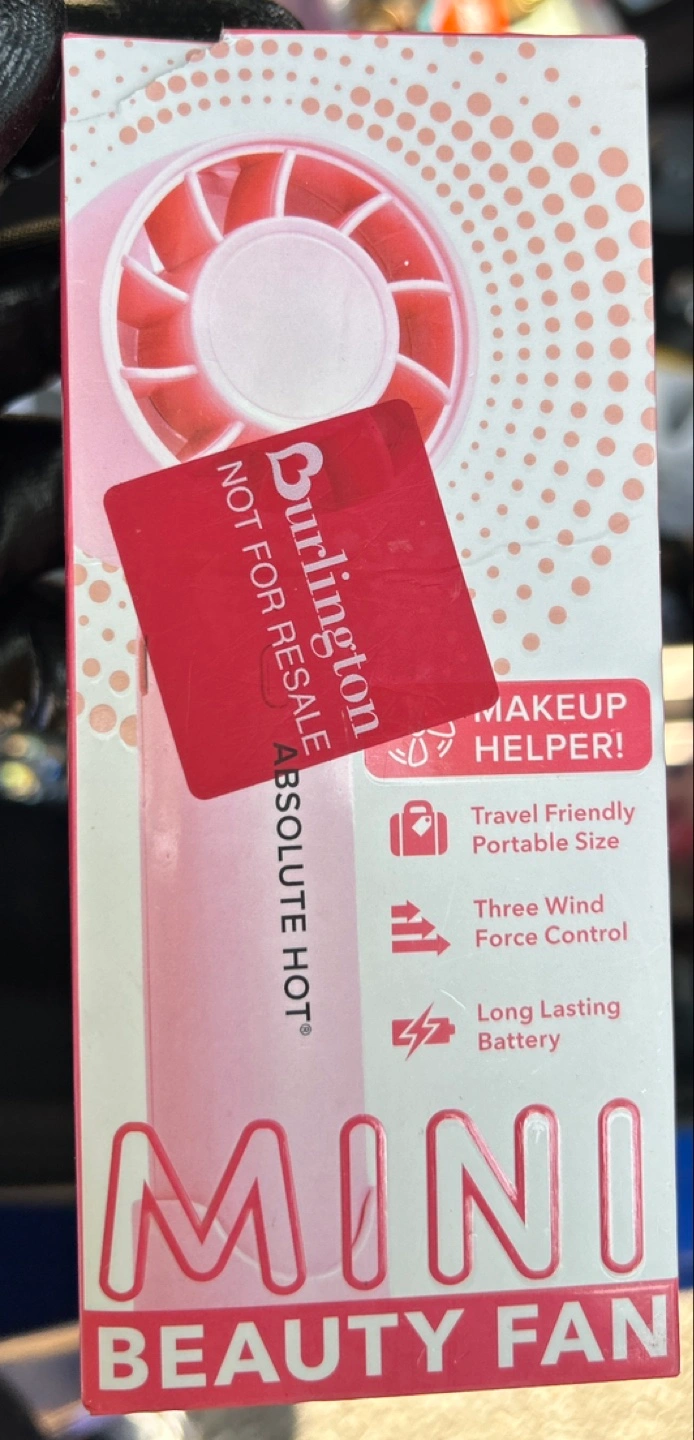 Burlington
NOT FOR RESALE
ABSOLUTE HOT®
MAKEUP
HELPER!
Travel Friendly
Portable Size
Three Wind
Force Control
Long Lasting
Battery
MINI
BEAUTY FAN